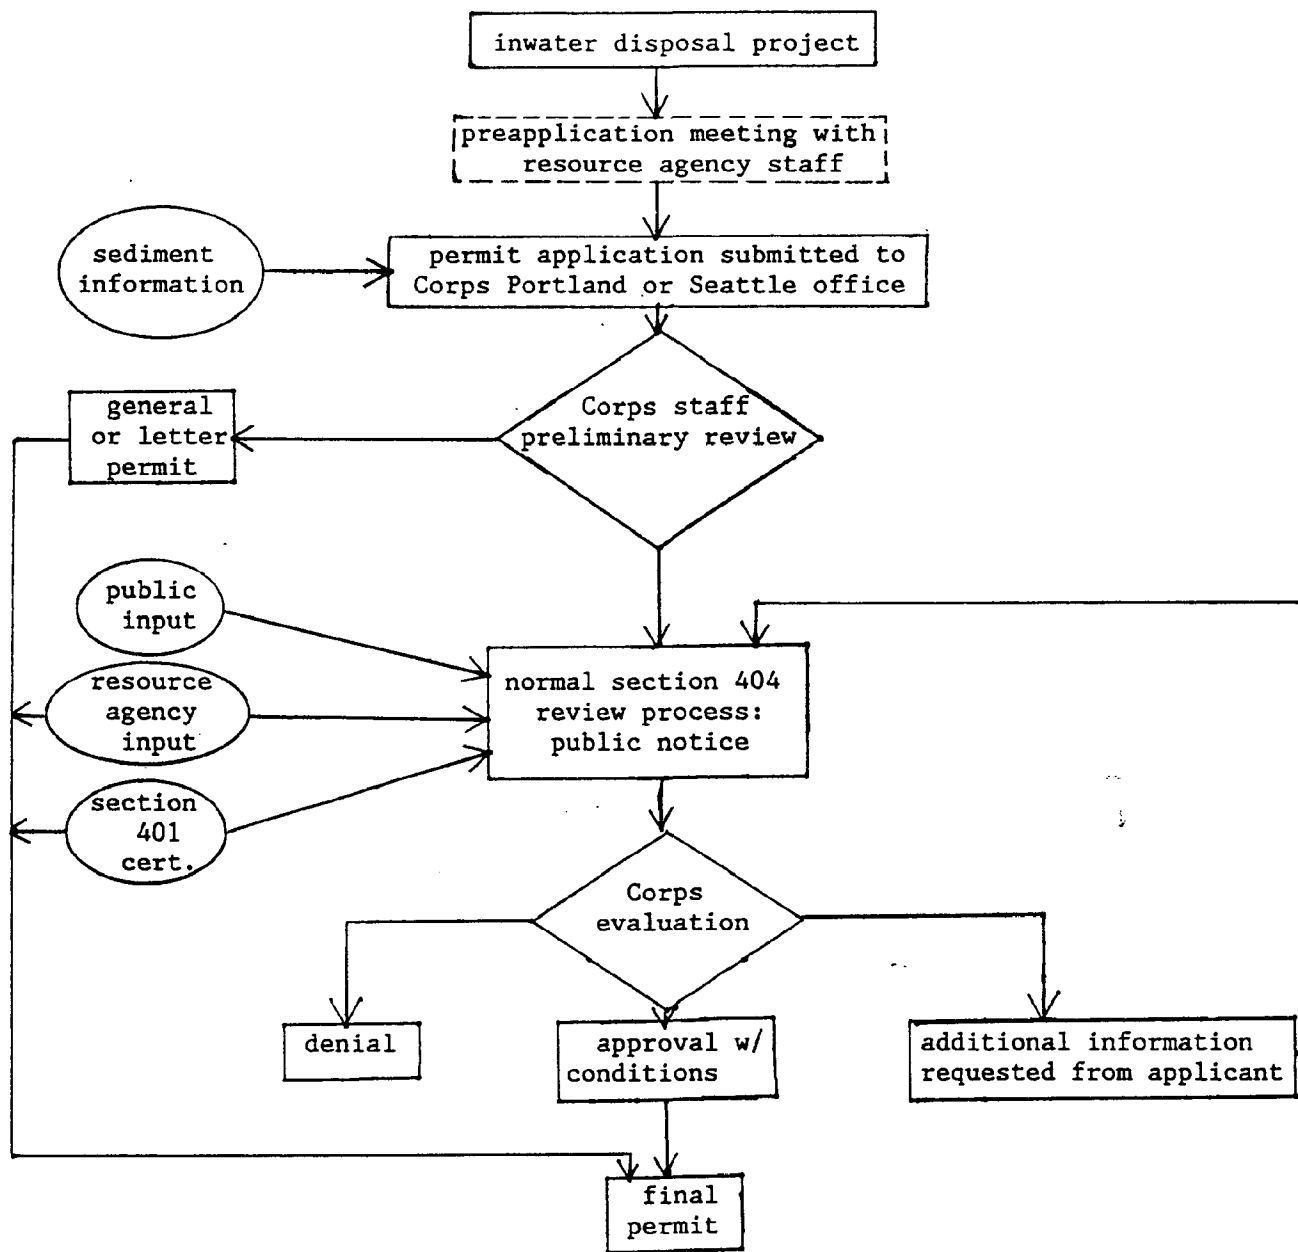 inwater disposal project
preapplication meeting with
resource agency staff
sediment
information
permit application submitted to
Corps Portland or Seattle office
Corps staff
preliminary review
general
or letter
permit
public
input
resource
agency
input
section
401
cert.
normal section 404
review process:
public notice
Corps
evaluation
denial
approval w/
conditions
additional information
requested from applicant
final
permit